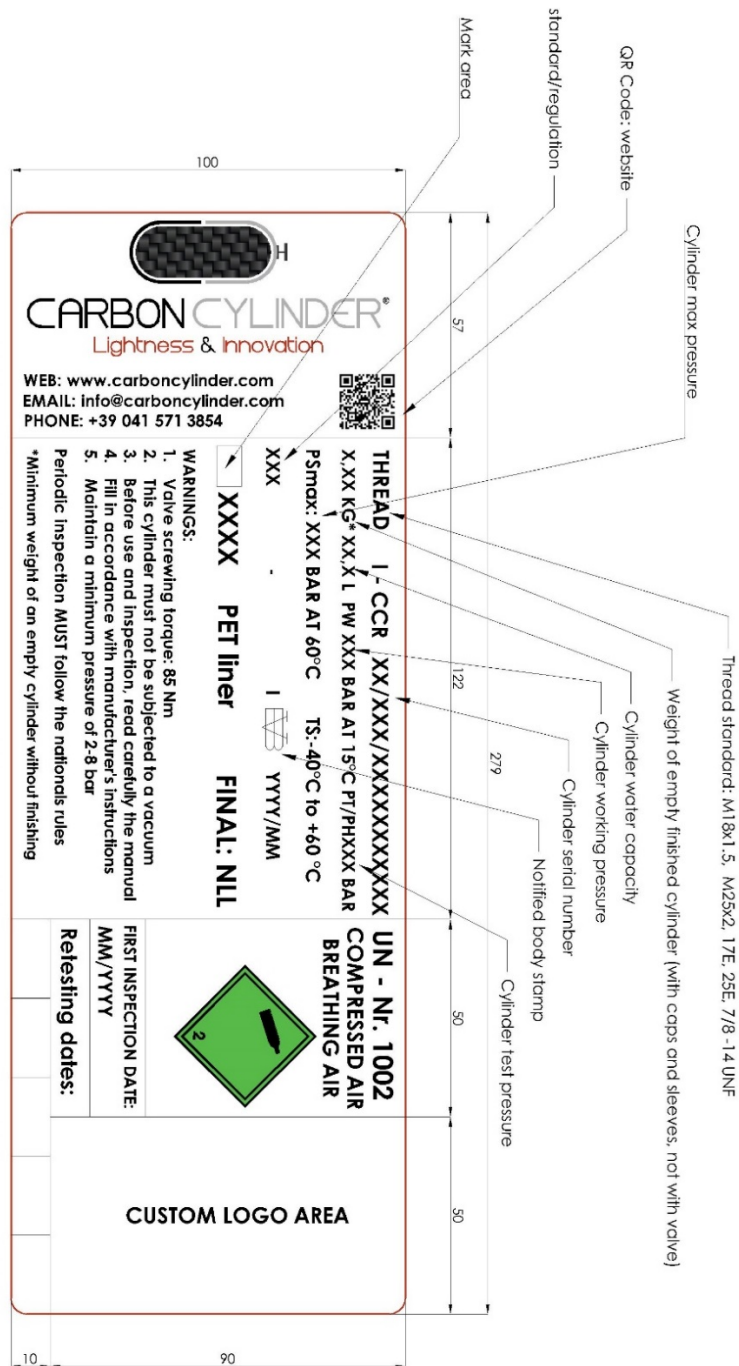 Thread standard: M18x1.5, M25x2, 17E, 25E, 7/8 -14 UNF
Weight of empty finished cylinder (with caps and sleeves, not with valve)
Cylinder water capacity
Cylinder working pressure
Cylinder serial number
Notified body stamp
Cylinder test pressure
Cylinder max pressure
QR Code: website
standard/regulation
Mark area
279
57
122
50
50
100
90
10
H
CARBON CYLINDER®
Lightness & Innovation
WEB: www.carboncylinder.com
EMAIL: info@carboncylinder.com
PHONE: +39 041 571 3854
THREAD I - CCR XX/XXX/XXXXXXXXXXX
X,XX KG* XX,X L PW XXX BAR AT 15°C PT/PHXXX BAR
PSmax: XXX BAR AT 60°C TS:-40°C to +60 °C
XXX - I IVB YYYY/MM
XXXX PET liner FINAL: NLL
WARNINGS:
1. Valve screwing torque: 85 Nm
2. This cylinder must not be subjected to a vacuum
3. Before use and inspection, read carefully the manual
4. Fill in accordance with manufacturer's instructions
5. Maintain a minimum pressure of 2-8 bar
Periodic inspection MUST follow the nationals rules
*Minimum weight of an empty cylinder without finishing
UN - Nr. 1002
COMPRESSED AIR
BREATHING AIR
2
FIRST INSPECTION DATE:
MM/YYYY
Retesting dates:
CUSTOM LOGO AREA